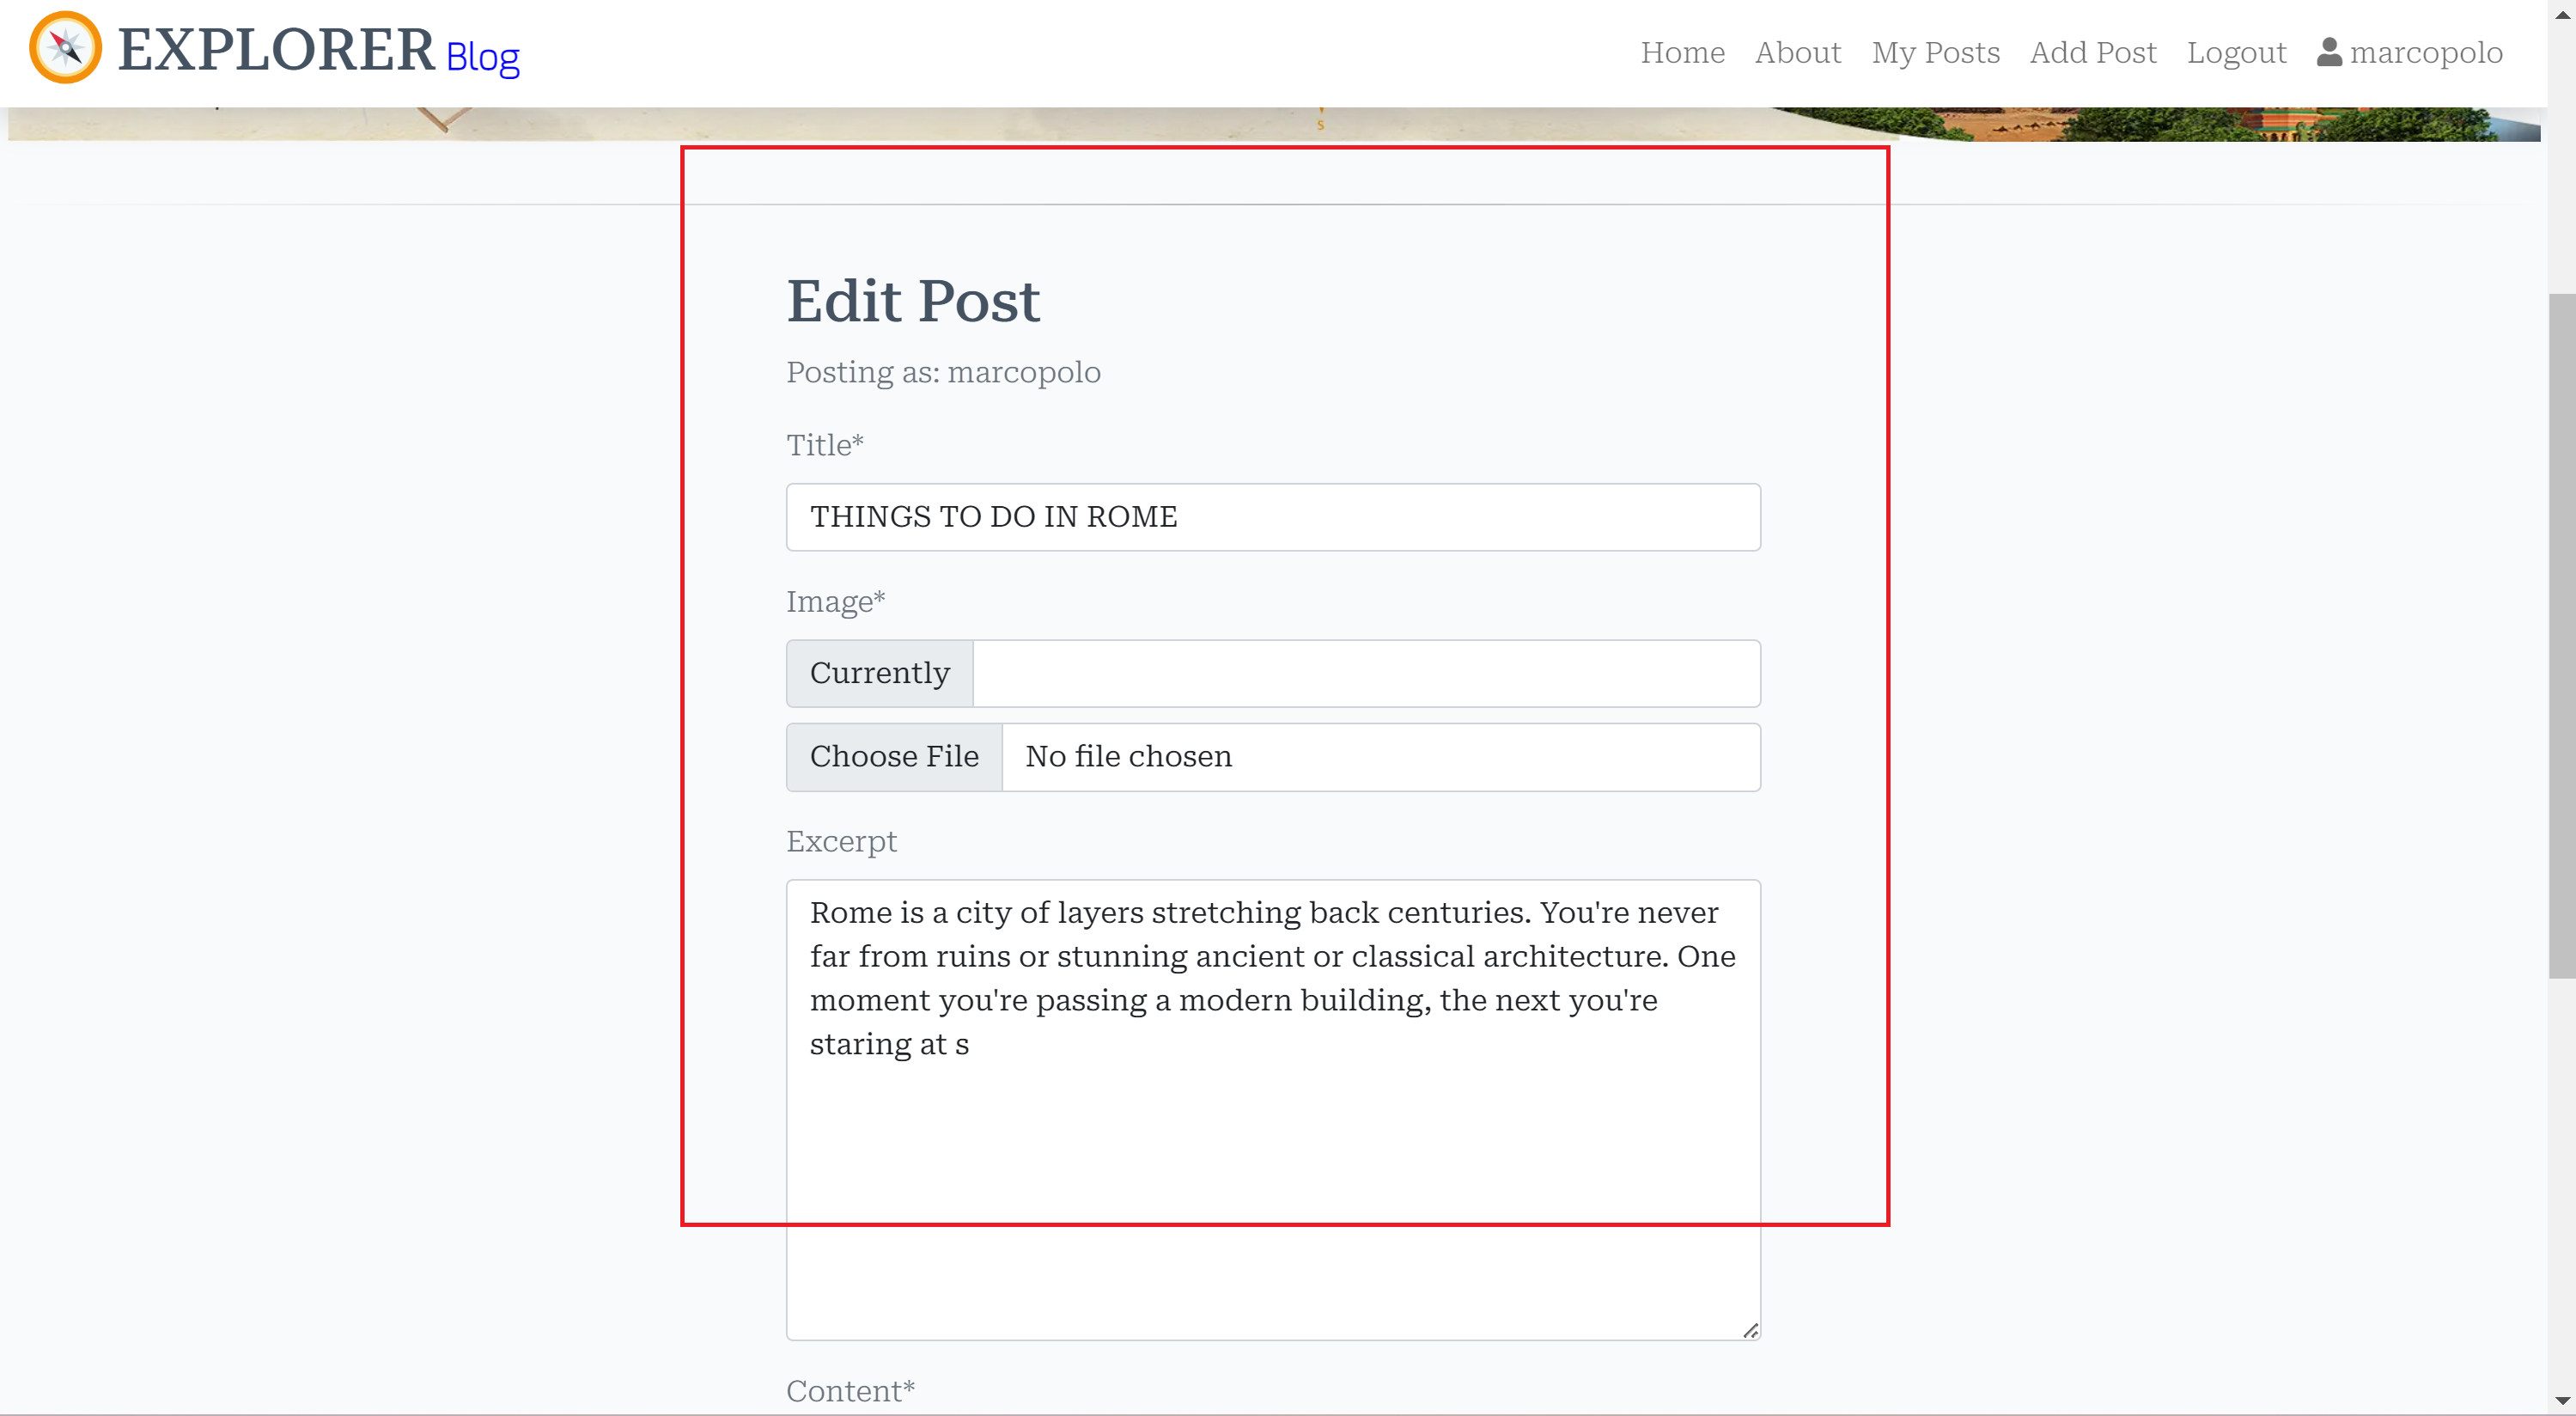 EXPLORER Blog
Home About My Posts Add Post Logout marcopolo
S
Edit Post
Posting as: marcopolo
Title*
THINGS TO DO IN ROME
Image*
Currently
Choose File No file chosen
Excerpt
Rome is a city of layers stretching back centuries. You're never
far from ruins or stunning ancient or classical architecture. One
moment you're passing a modern building, the next you're
staring at s
Content*